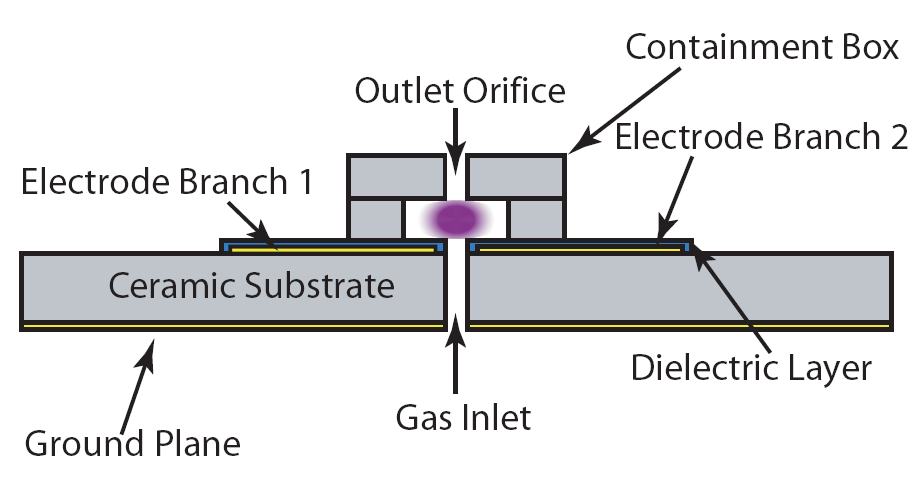 Containment Box
Outlet Orifice
Electrode Branch 2
Electrode Branch 1
Ceramic Substrate
Dielectric Layer
Gas Inlet
Ground Plane